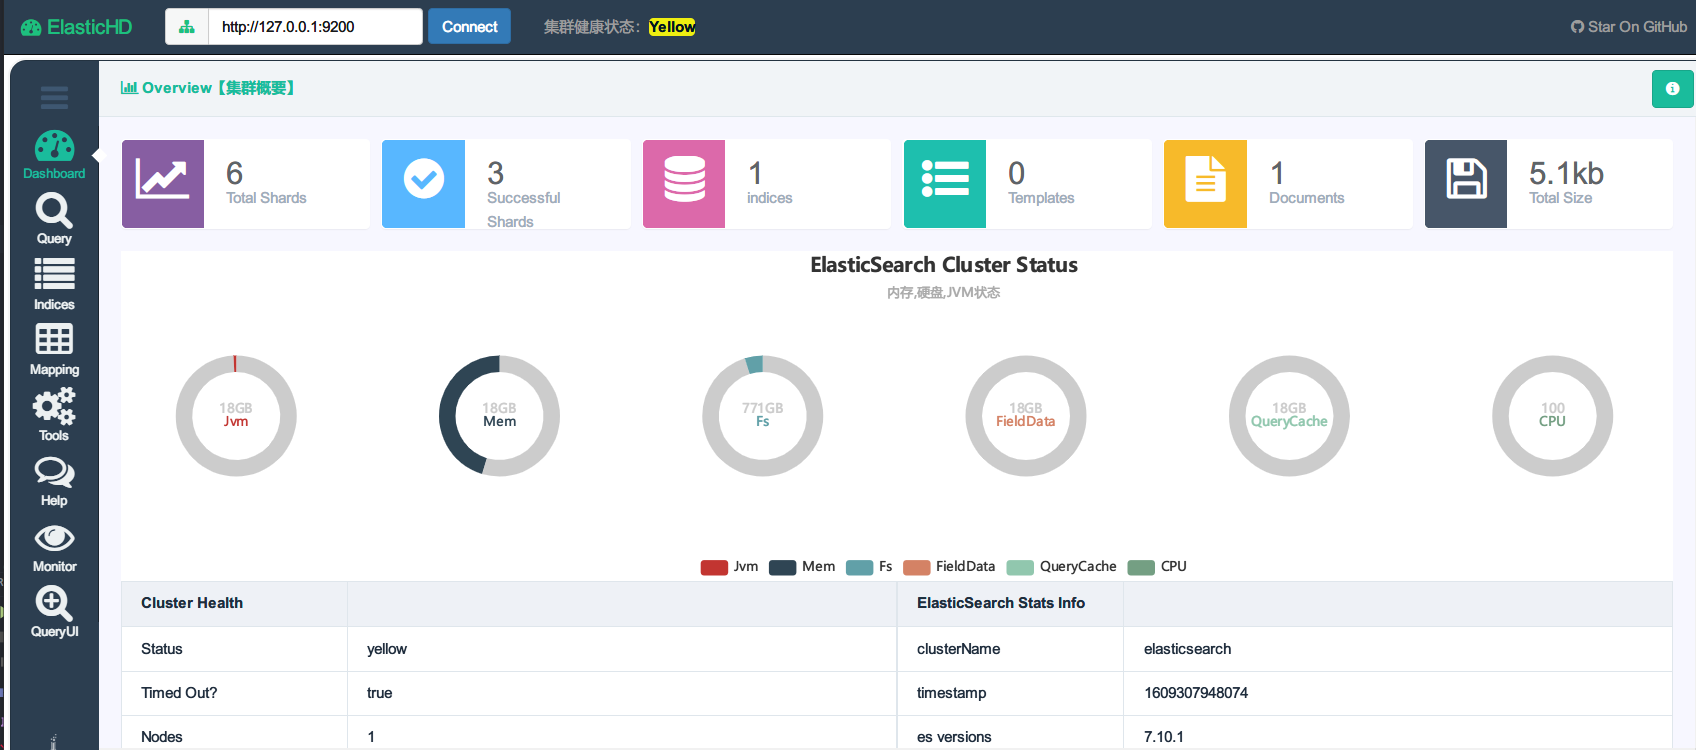 ElasticHD
http://127.0.0.1:9200
Connect
集群健康状态：Yellow
Star On GitHub
Overview【集群概要】
Dashboard
Query
Indices
Mapping
Tools
Help
Monitor
QueryUI
6
Total Shards
3
Successful
Shards
1
indices
0
Templates
1
Documents
5.1kb
Total Size
ElasticSearch Cluster Status
内存,硬盘,JVM状态
18GB
Jvm
18GB
Mem
771GB
Fs
18GB
FieldData
18GB
QueryCache
100
CPU
Jvm Mem Fs FieldData QueryCache CPU
Cluster Health
Status yellow
Timed Out? true
Nodes 1
ElasticSearch Stats Info
clusterName elasticsearch
timestamp 1609307948074
es versions 7.10.1